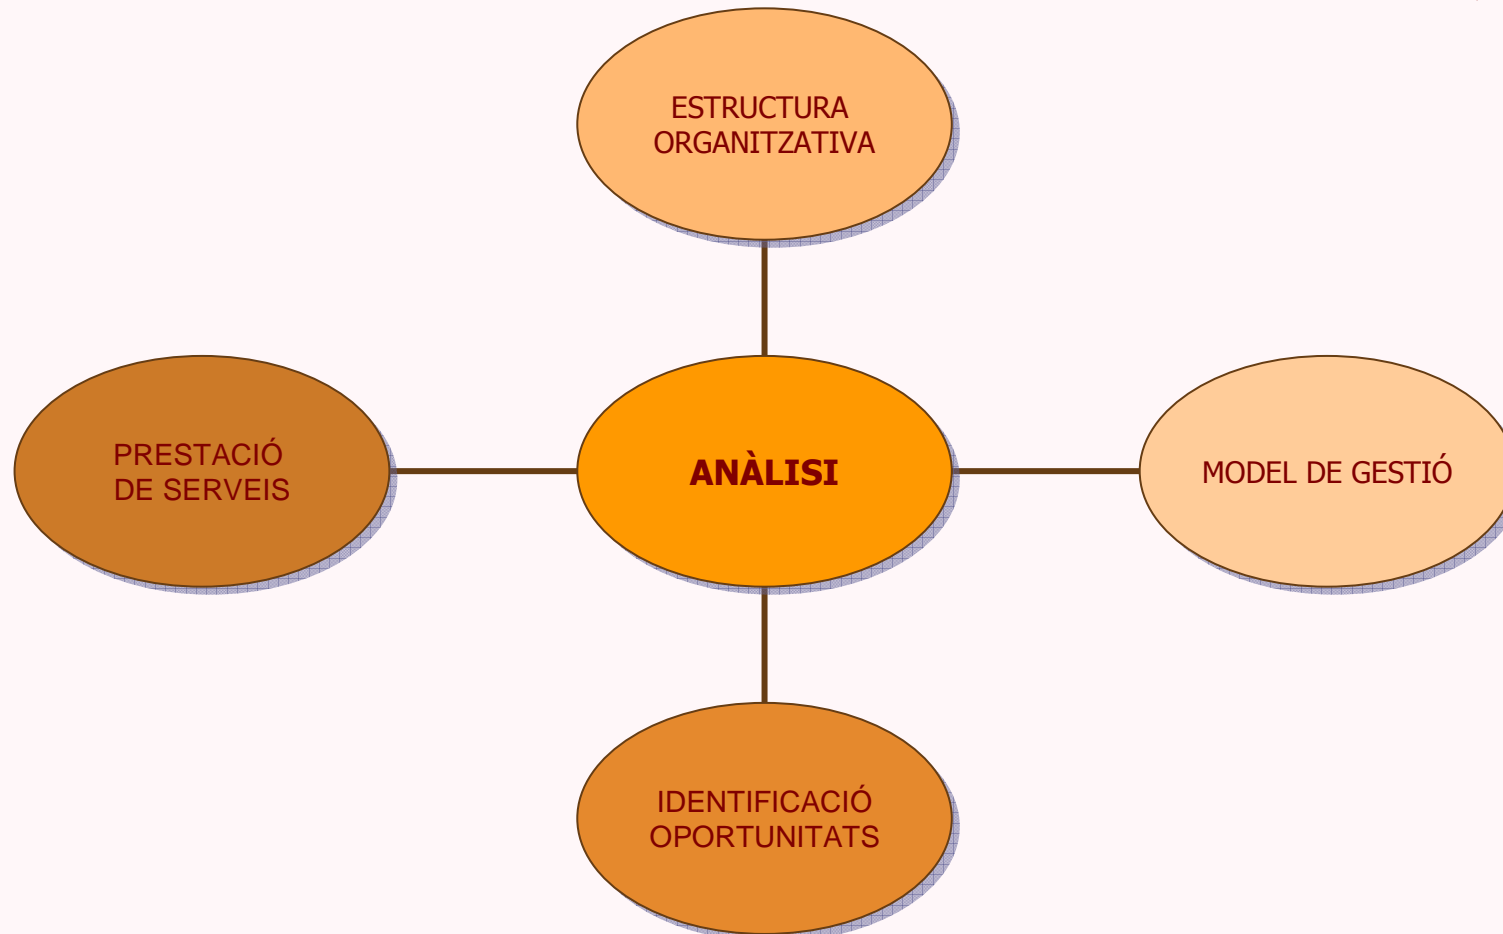 ESTRUCTURA
ORGANITZATIVA
PRESTACIÓ
DE SERVEIS
ANÀLISI
MODEL DE GESTIÓ
IDENTIFICACIÓ
OPORTUNITATS